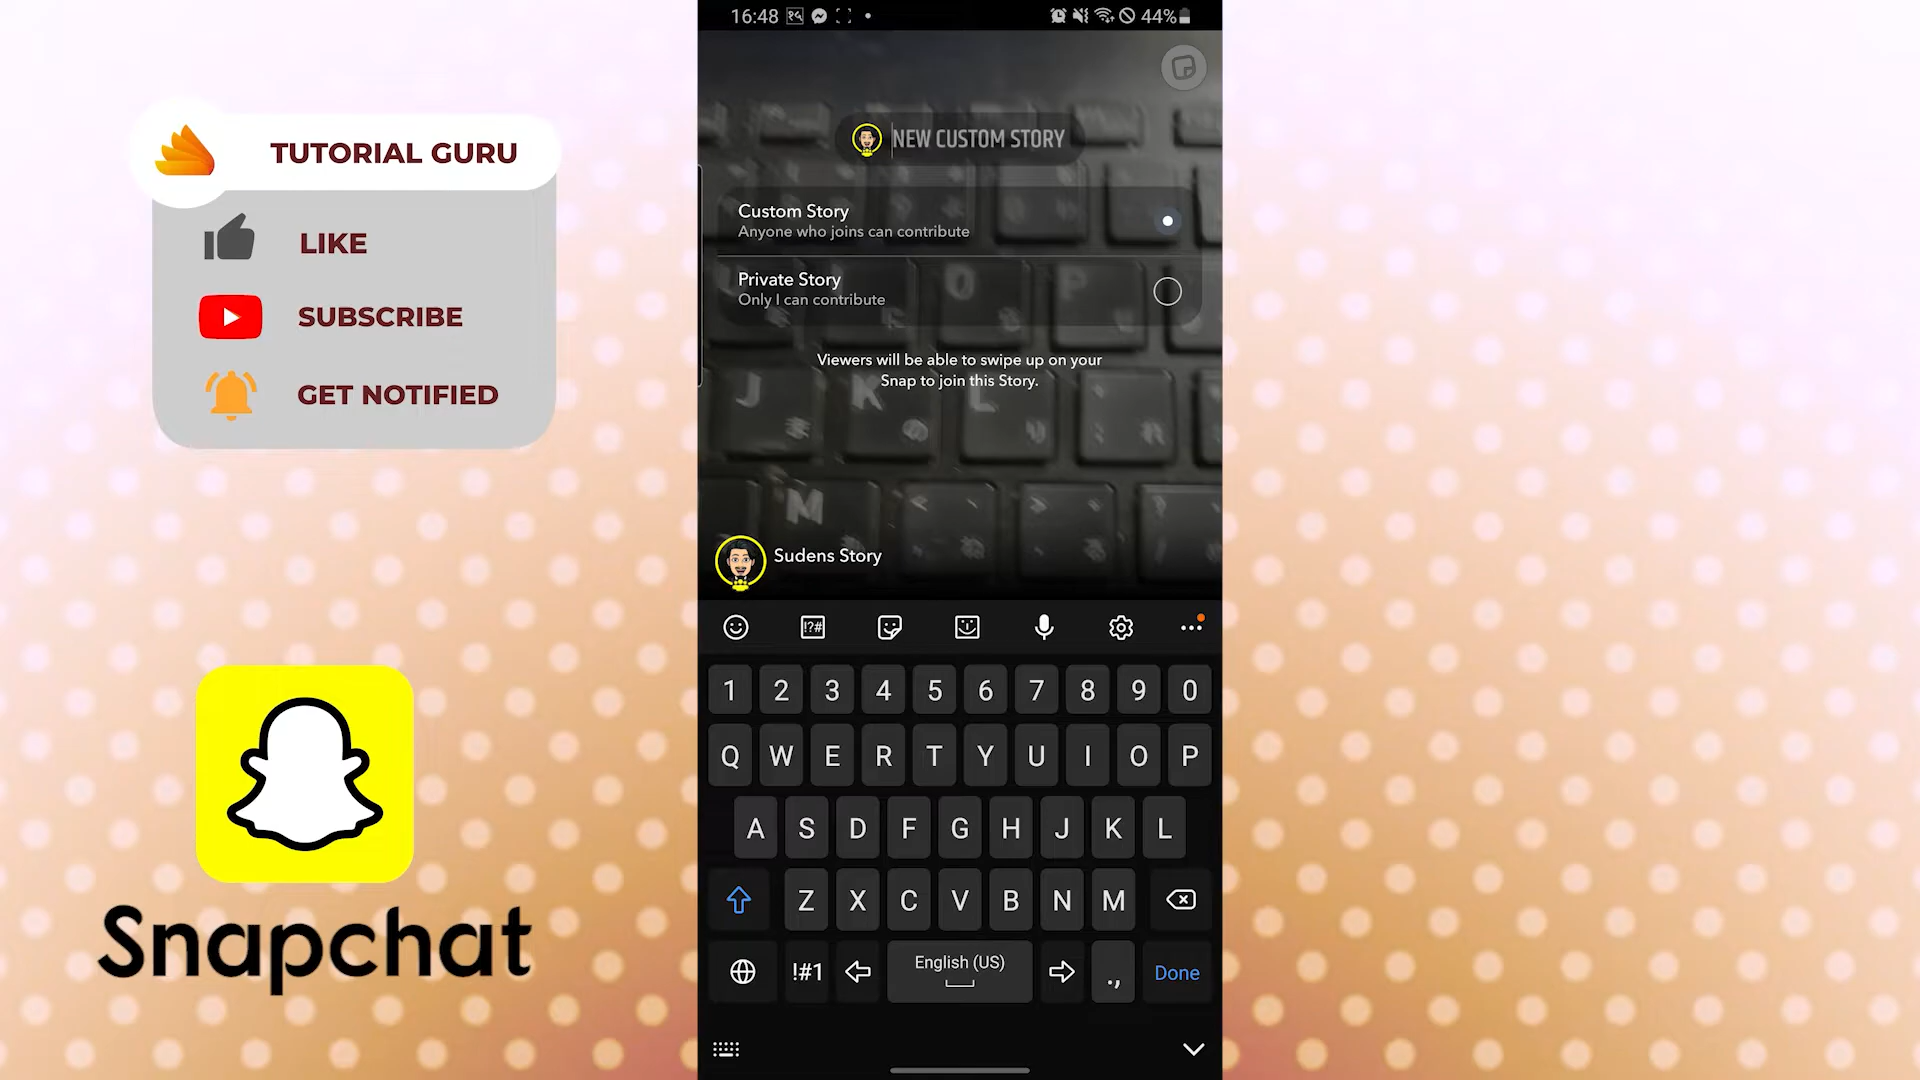 TUTORIAL GURU
LIKE
SUBSCRIBE
GET NOTIFIED
Snapchat
16:48
44%
NEW CUSTOM STORY
Custom Story
Anyone who joins can contribute
Private Story
Only I can contribute
Viewers will be able to swipe up on your
Snap to join this Story.
O P
J K L
M
Sudens Story
!?#
1 2 3 4 5 6 7 8 9 0
Q W E R T Y U I O P
A S D F G H J K L
Z X C V B N M
!#1 English (US) ., Done